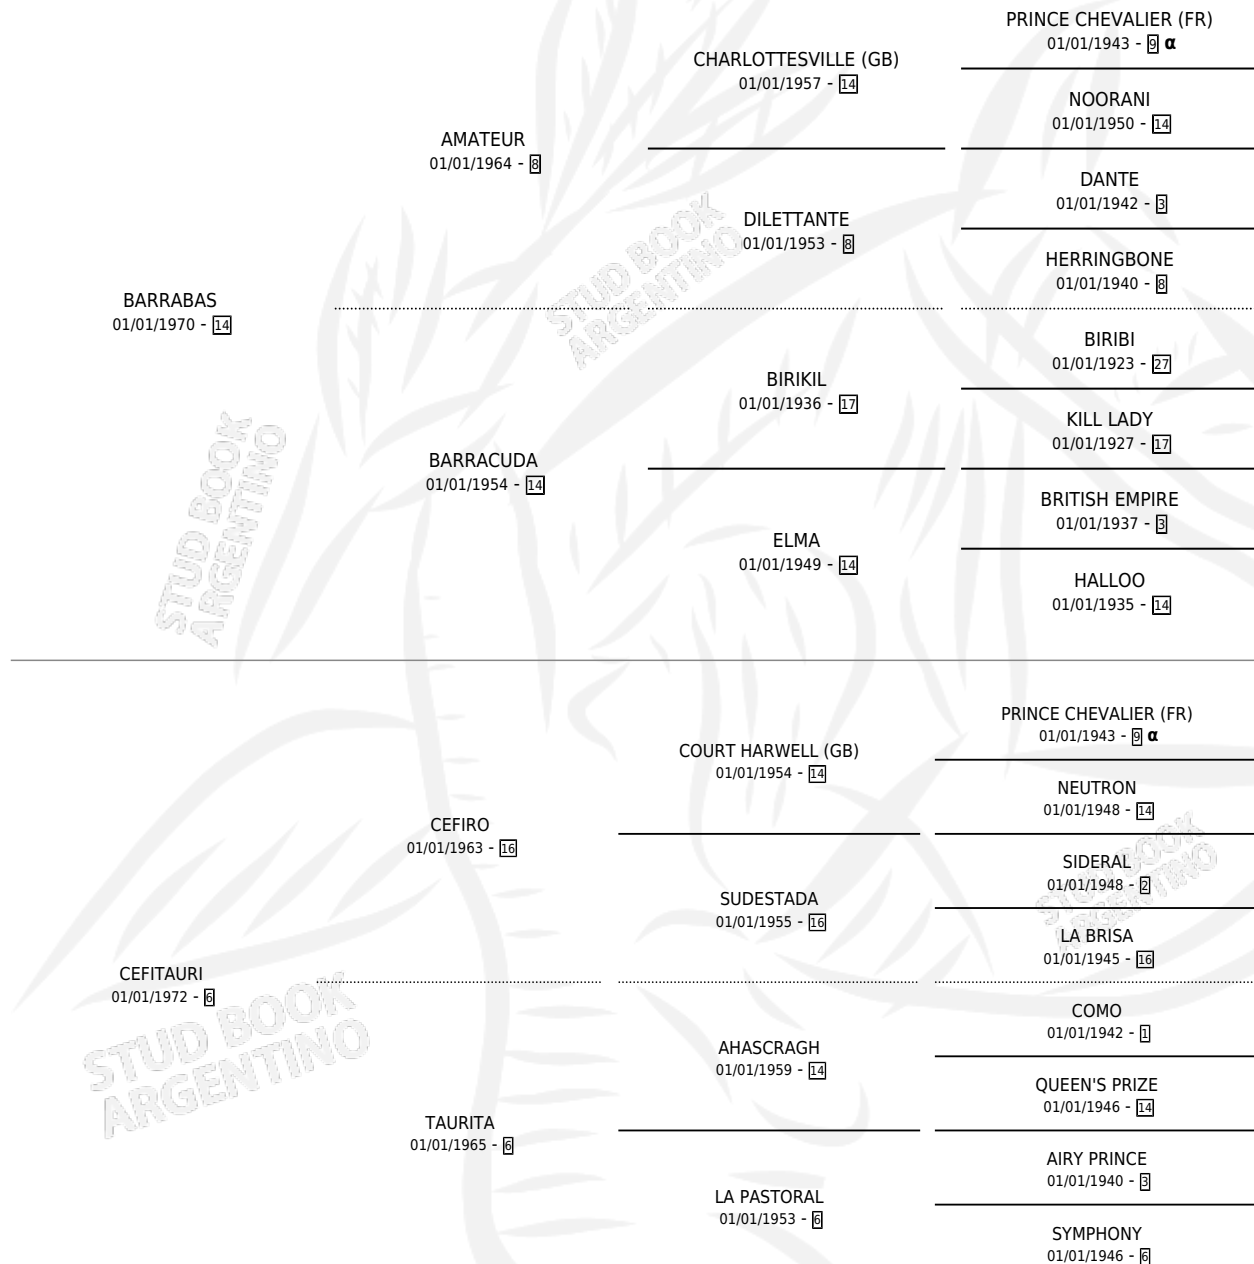 PRINCE CHEVALIER (FR)
01/01/1943 - 9 α
CHARLOTTESVILLE (GB)
01/01/1957 - 14
NOORANI
01/01/1950 - 14
AMATEUR
01/01/1964 - 8
DANTE
01/01/1942 - 3
DILETTANTE
01/01/1953 - 8
HERRINGBONE
01/01/1940 - 8
BARRABAS
01/01/1970 - 14
BIRIBI
01/01/1923 - 27
BIRIKIL
01/01/1936 - 17
KILL LADY
01/01/1927 - 17
BARRACUDA
01/01/1954 - 14
BRITISH EMPIRE
01/01/1937 - 3
ELMA
01/01/1949 - 14
HALLOO
01/01/1935 - 14
STUD BOOK
ARGENTINO
STUD BOOK
ARGENTINO
PRINCE CHEVALIER (FR)
01/01/1943 - 9 α
COURT HARWELL (GB)
01/01/1954 - 14
NEUTRON
01/01/1948 - 14
CEFIRO
01/01/1963 - 16
SIDERAL
01/01/1948 - 2
SUDESTADA
01/01/1955 - 16
LA BRISA
01/01/1945 - 16
CEFITAURI
01/01/1972 - 6
COMO
01/01/1942 - 1
AHASCRAGH
01/01/1959 - 14
QUEEN'S PRIZE
01/01/1946 - 14
TAURITA
01/01/1965 - 6
AIRY PRINCE
01/01/1940 - 3
LA PASTORAL
01/01/1953 - 6
SYMPHONY
01/01/1946 - 6
STUD BOOK
ARGENTINO
STUD BOOK
ARGENTINO